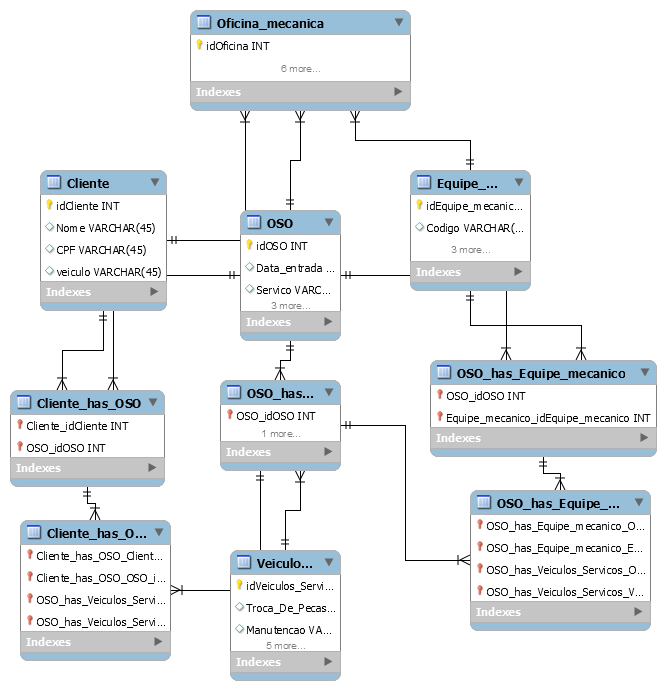 Oficina_mecanica
idOficina INT
6 more...
Indexes
Cliente
idCliente INT
Nome VARCHAR(45)
CPF VARCHAR(45)
veiculo VARCHAR(45)
Indexes
OSO
idOSO INT
Data_entrada ...
Servico VARC...
3 more...
Indexes
Equipe_...
idEquipe_mecanic...
Codigo VARCHAR(...
3 more...
Indexes
Cliente_has_OSO
Cliente_idCliente INT
OSO_idOSO INT
Indexes
OSO_has...
OSO_idOSO INT
1 more...
Indexes
OSO_has_Equipe_mecanico
OSO_idOSO INT
Equipe_mecanico_idEquipe_mecanico INT
Indexes
Cliente_has_O...
Cliente_has_OSO_Client...
Cliente_has_OSO_OSO_i...
OSO_has_Veiculos_Servi...
OSO_has_Veiculos_Servi...
Indexes
Veiculo...
idVeiculos_Servi...
Troca_De_Pecas...
Manutencao VA...
5 more...
Indexes
OSO_has_Equipe_...
OSO_has_Equipe_mecanico_O...
OSO_has_Equipe_mecanico_E...
OSO_has_Veiculos_Servicos_O...
OSO_has_Veiculos_Servicos_V...
Indexes